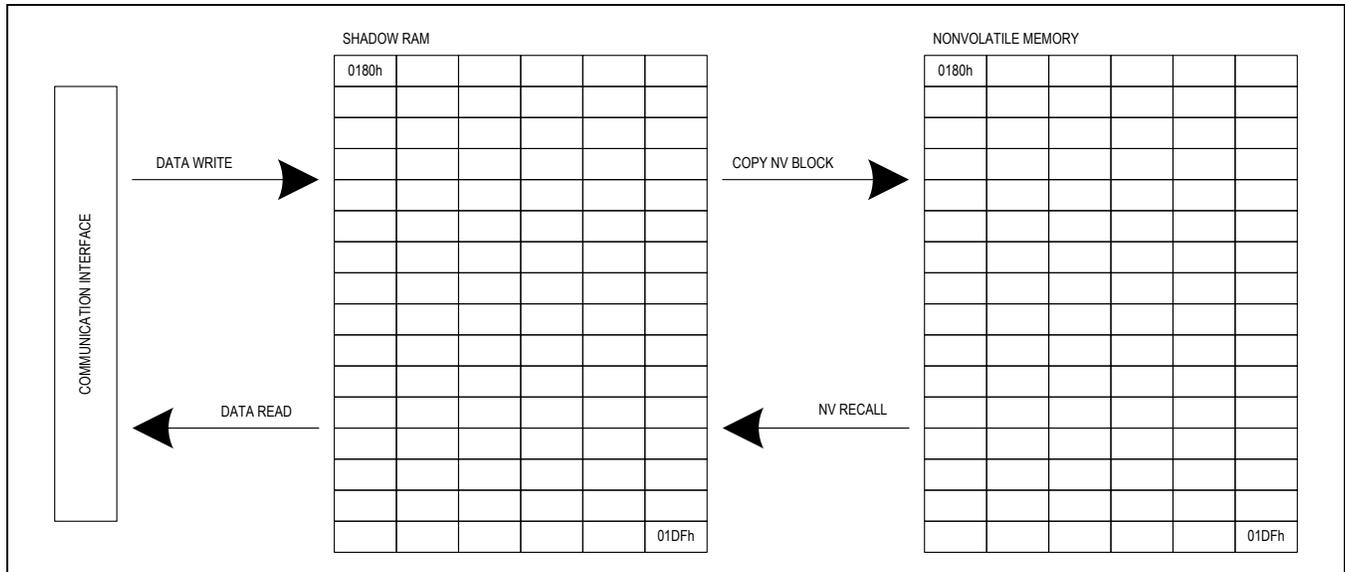 SHADOW RAM
NONVOLATILE MEMORY
0180h
0180h
DATA WRITE
COPY NV BLOCK
COMMUNICATION INTERFACE
DATA READ
NV RECALL
01DFh
01DFh